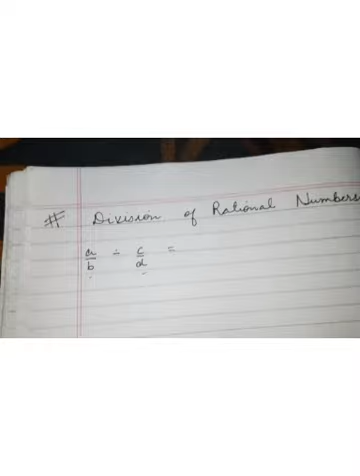 # Division of Rational Numbers
a/b ÷ c/d =